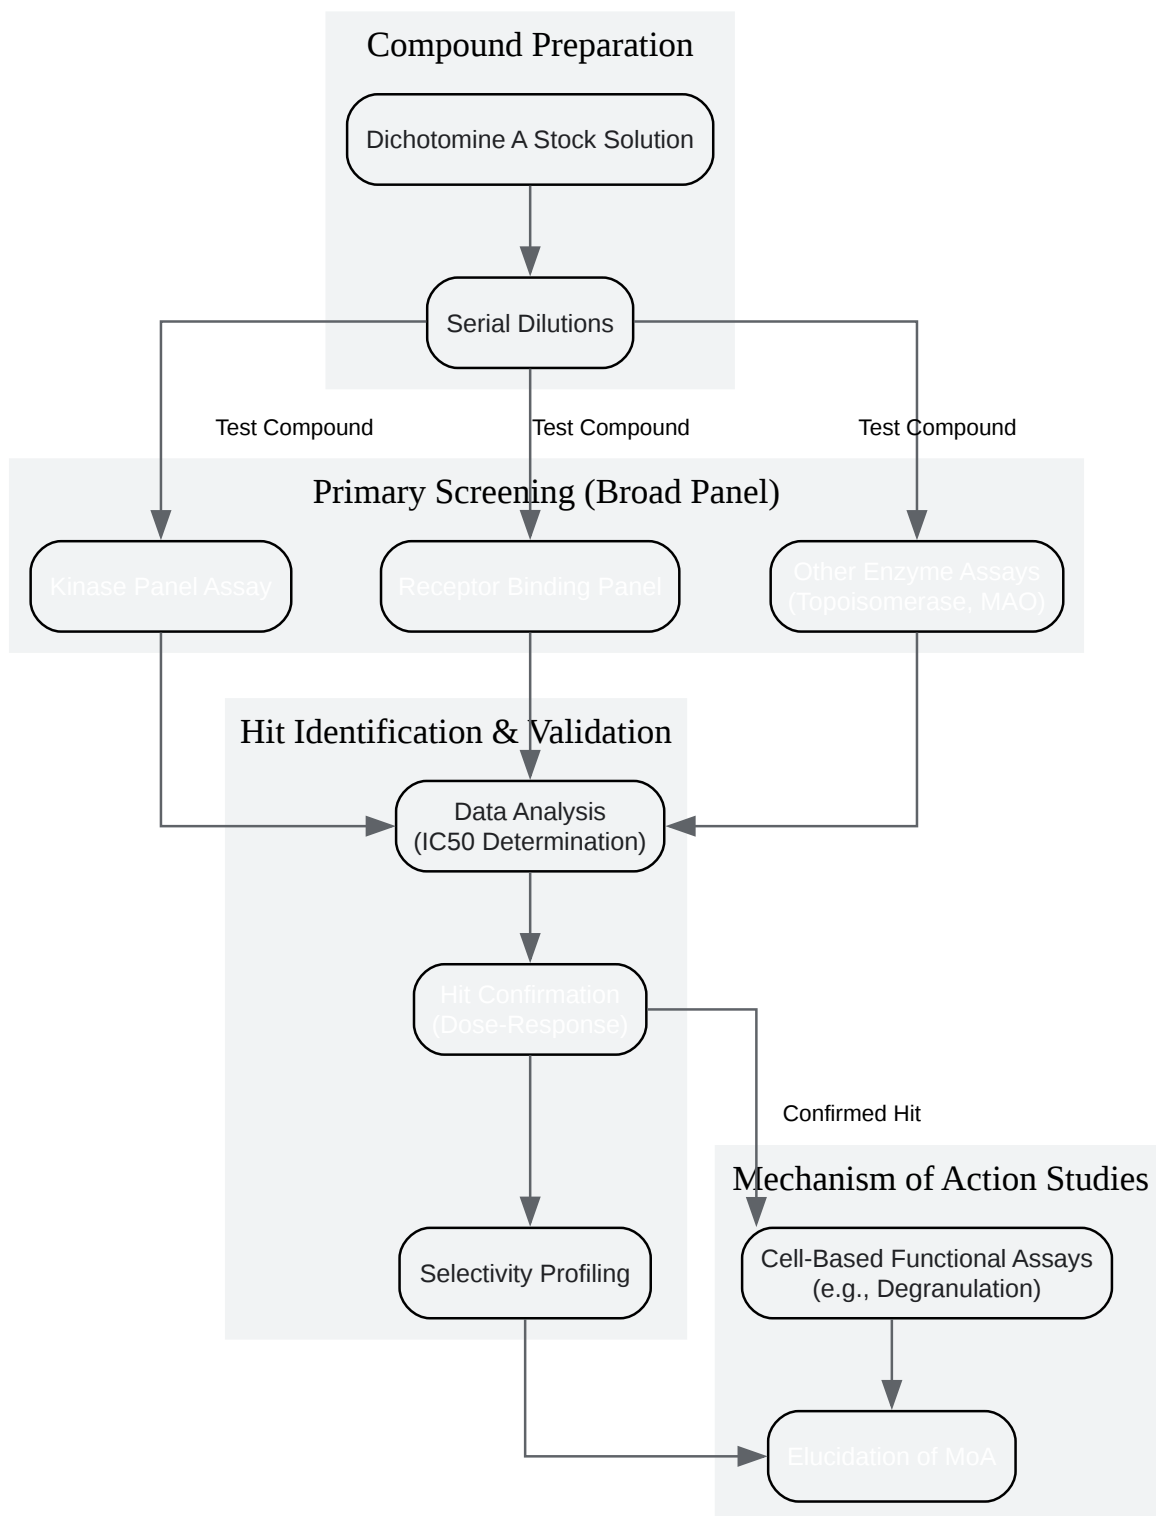 Compound Preparation
Dichotomine A Stock Solution
Serial Dilutions
Test Compound
Test Compound
Test Compound
Primary Screening (Broad Panel)
Kinase Panel Assay
Receptor Binding Panel
Other Enzyme Assays
(Topoisomerase, MAO)
Hit Identification & Validation
Data Analysis
(IC50 Determination)
Hit Confirmation
(Dose-Response)
Confirmed Hit
Mechanism of Action Studies
Selectivity Profiling
Cell-Based Functional Assays
(e.g., Degranulation)
Elucidation of MoA